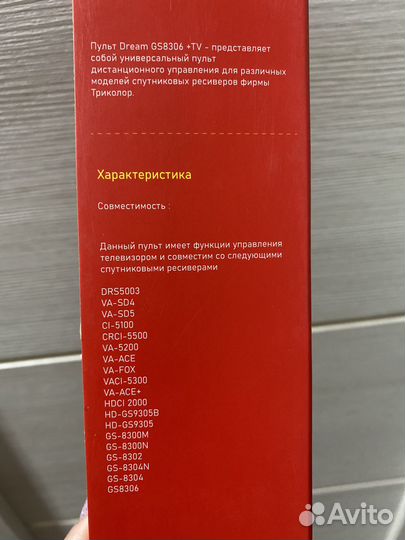 Пульт Dream GS8306 +TV - представляет
собой универсальный пульт
дистанционного управления для различных
моделей спутниковых ресиверов фирмы
Триколор.
Характеристика
Совместимость :
Данный пульт имеет функции управления
телевизором и совместим со следующими
спутниковыми ресиверами
DRS5003
VA-SD4
VA-SD5
CI-5100
CRCI-5500
VA-5200
VA-ACE
VA-FOX
VACI-5300
VA-ACE+
HDCI 2000
HD-GS9305B
HD-GS9305
GS-8300M
GS-8300N
GS-8302
GS-8304N
GS-8304
GS8306
Avito